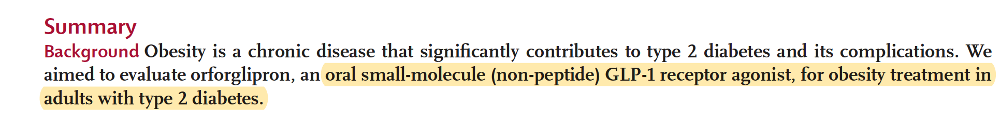 Summary
Background Obesity is a chronic disease that significantly contributes to type 2 diabetes and its complications. We
aimed to evaluate orforglipron, an oral small-molecule (non-peptide) GLP-1 receptor agonist, for obesity treatment in
adults with type 2 diabetes.